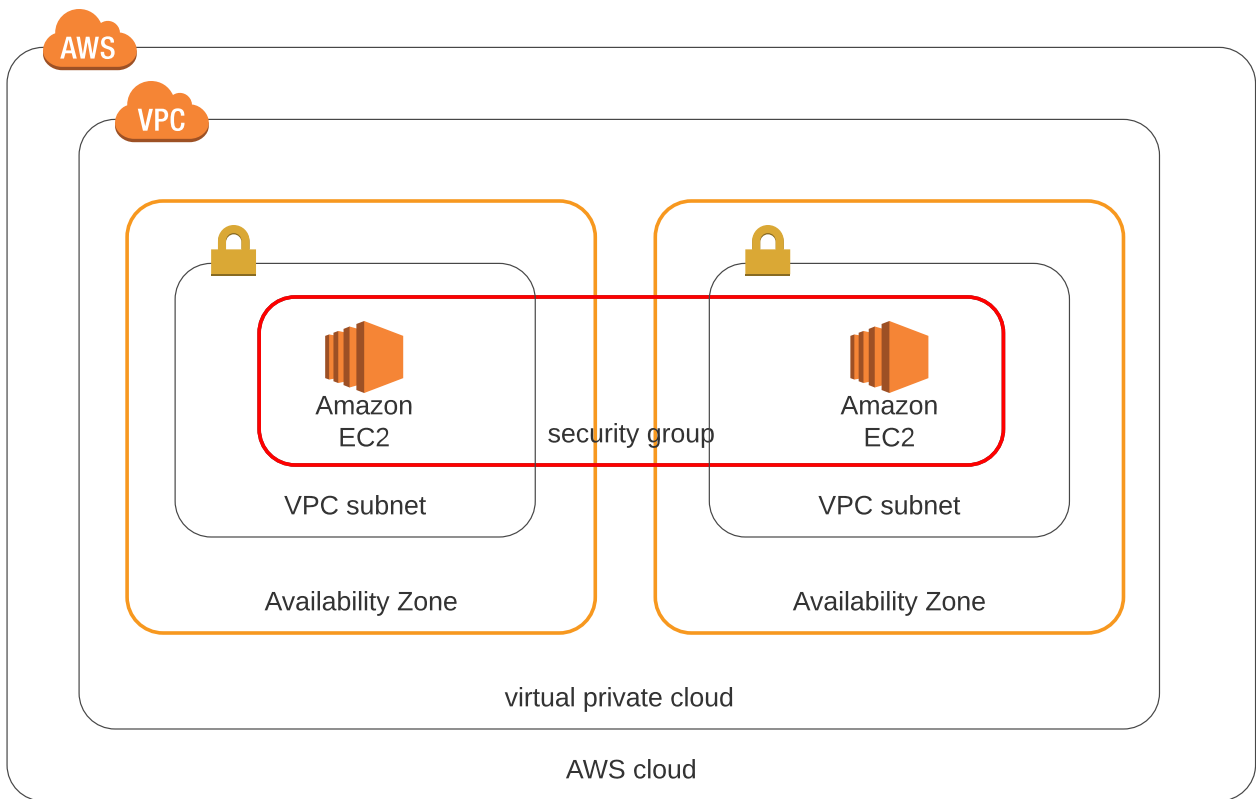 AWS
VPC
Amazon
EC2
Amazon
EC2
security group
VPC subnet
VPC subnet
Availability Zone
Availability Zone
virtual private cloud
AWS cloud